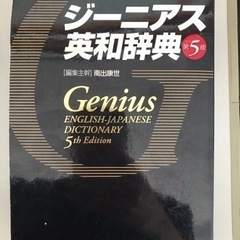 ジーニアス
英和辞典 第5版
[編集主幹] 南出康世
Genius
ENGLISH-JAPANESE
DICTIONARY
5th Edition